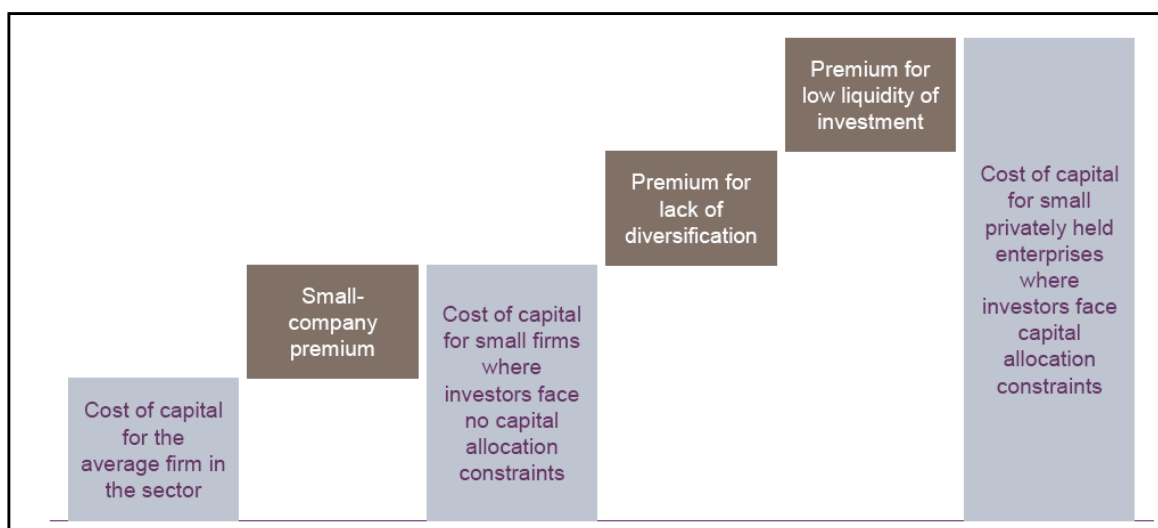 Cost of capital
for the
average firm in
the sector
Small-
company
premium
Cost of capital
for small firms
where
investors face
no capital
allocation
constraints
Premium for
lack of
diversification
Premium for
low liquidity of
investment
Cost of capital
for small
privately held
enterprises
where
investors face
capital
allocation
constraints